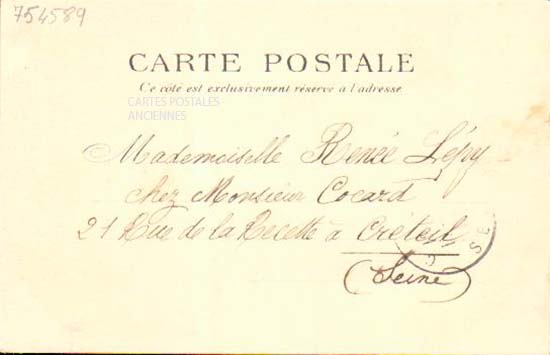 754589
CARTE POSTALE
Ce côté est exclusivement réservé à l'adresse
CARTES POSTALES
ANCIENNES
Mademoiselle Renée Lépy
chez Monsieur Cocard
21 Rue de la Recette à Créteil
(Seine)
SE